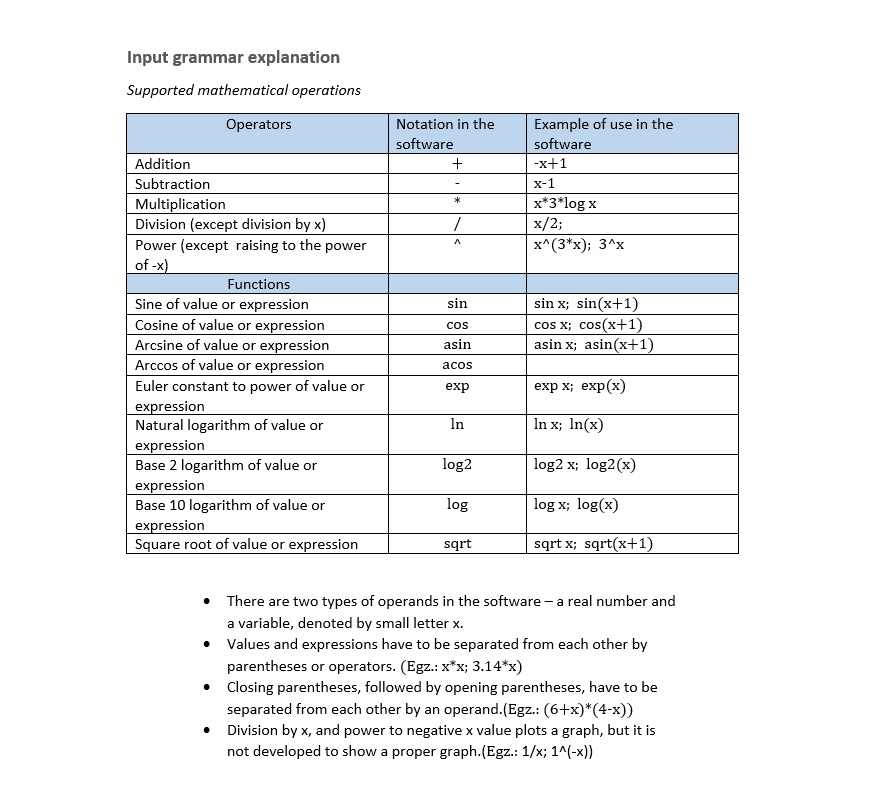 Input grammar explanation
Supported mathematical operations
Operators
Notation in the
software
Example of use in the
software
Addition
+
-x+1
Subtraction
-
x-1
Multiplication
*
x*3*log x
Division (except division by x)
/
x/2;
Power (except  raising to the power
of -x)
^
x^(3*x);  3^x
Functions
Sine of value or expression
sin
sin x;  sin(x+1)
Cosine of value or expression
cos
cos x;  cos(x+1)
Arcsine of value or expression
asin
asin x;  asin(x+1)
Arccos of value or expression
acos
Euler constant to power of value or
expression
exp
exp x;  exp(x)
Natural logarithm of value or
expression
ln
ln x;  ln(x)
Base 2 logarithm of value or
expression
log2
log2 x;  log2(x)
Base 10 logarithm of value or
expression
log
log x;  log(x)
Square root of value or expression
sqrt
sqrt x;  sqrt(x+1)
• There are two types of operands in the software – a real number and
a variable, denoted by small letter x.
• Values and expressions have to be separated from each other by
parentheses or operators. (Egz.: x*x; 3.14*x)
• Closing parentheses, followed by opening parentheses, have to be
separated from each other by an operand.(Egz.: (6+x)*(4-x))
• Division by x, and power to negative x value plots a graph, but it is
not developed to show a proper graph.(Egz.: 1/x; 1^(-x))